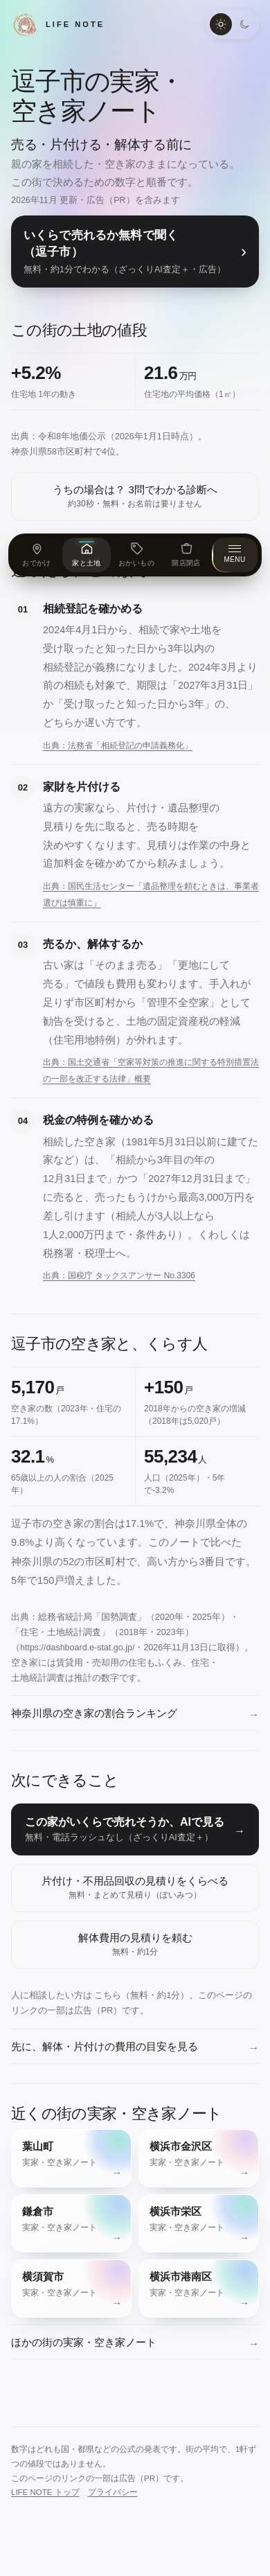 LIFE NOTE
逗子市の実家・
空き家ノート
売る・片付ける・解体する前に
親の家を相続した・空き家のままになっている。
この街で決めるための数字と順番です。
2026年11月 更新・広告（PR）を含みます
いくらで売れるか無料で聞く
（逗子市）
›
無料・約1分でわかる（ざっくりAI査定＋・広告）
この街の土地の値段
+5.2%
住宅地 1年の動き
21.6 万円
住宅地の平均価格（1㎡）
出典：令和8年地価公示（2026年1月1日時点）。
神奈川県58市区町村で4位。
うちの場合は？ 3問でわかる診断へ
約30秒・無料・お名前は要りません
おでかけ
家と土地
おかいもの
開店閉店
MENU
01 相続登記を確かめる
2024年4月1日から、相続で家や土地を
受け取ったと知った日から3年以内の
相続登記が義務になりました。2024年3月より
前の相続も対象で、期限は「2027年3月31日」
か「受け取ったと知った日から3年」の、
どちらか遅い方です。
出典：法務省「相続登記の申請義務化」
02 家財を片付ける
遠方の実家なら、片付け・遺品整理の
見積りを先に取ると、売る時期を
決めやすくなります。見積りは作業の中身と
追加料金を確かめてから頼みましょう。
出典：国民生活センター「遺品整理を頼むときは、事業者
選びは慎重に」
03 売るか、解体するか
古い家は「そのまま売る」「更地にして
売る」で値段も費用も変わります。手入れが
足りず市区町村から「管理不全空家」として
勧告を受けると、土地の固定資産税の軽減
（住宅用地特例）が外れます。
出典：国土交通省「空家等対策の推進に関する特別措置法
の一部を改正する法律」概要
04 税金の特例を確かめる
相続した空き家（1981年5月31日以前に建てた
家など）は、「相続から3年目の年の
12月31日まで」かつ「2027年12月31日まで」
に売ると、売ったもうけから最高3,000万円を
差し引けます（相続人が3人以上なら
1人2,000万円まで・条件あり）。くわしくは
税務署・税理士へ。
出典：国税庁 タックスアンサー No.3306
逗子市の空き家と、くらす人
5,170 戸
空き家の数（2023年・住宅の
17.1%）
+150 戸
2018年からの空き家の増減
（2018年は5,020戸）
32.1 %
65歳以上の人の割合（2025
年）
55,234 人
人口（2025年）・5年
で-3.2%
逗子市の空き家の割合は17.1%で、神奈川県全体の
9.8%より高くなっています。このノートで比べた
神奈川県の52の市区町村で、高い方から3番目です。
5年で150戸増えました。
出典：総務省統計局「国勢調査」（2020年・2025年）・
「住宅・土地統計調査」（2018年・2023年）
（https://dashboard.e-stat.go.jp/・2026年11月13日に取得）。
空き家には賃貸用・売却用の住宅もふくみ、住宅・
土地統計調査は推計の数字です。
神奈川県の空き家の割合ランキング →
次にできること
この家がいくらで売れそうか、AIで見る
無料・電話ラッシュなし（ざっくりAI査定＋）
→
片付け・不用品回収の見積りをくらべる
無料・まとめて見積り（ぽいみつ）
解体費用の見積りを頼む
無料・約1分
人に相談したい方は こちら（無料・約1分）。このページの
リンクの一部は広告（PR）です。
先に、解体・片付けの費用の目安を見る →
近くの街の実家・空き家ノート
葉山町
実家・空き家ノート
→
横浜市金沢区
実家・空き家ノート
→
鎌倉市
実家・空き家ノート
→
横浜市栄区
実家・空き家ノート
→
横須賀市
実家・空き家ノート
→
横浜市港南区
実家・空き家ノート
→
ほかの街の実家・空き家ノート →
数字はどれも国・都県などの公式の発表です。街の平均で、1軒ず
つの値段ではありません。
このページのリンクの一部は広告（PR）です。
LIFE NOTE トップ プライバシー